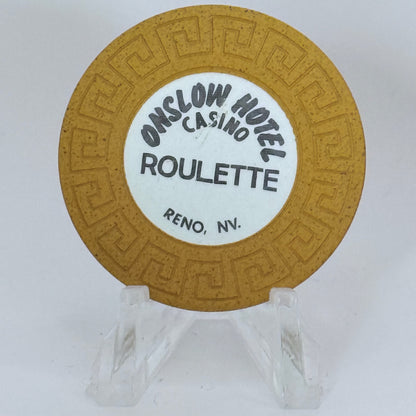 ONSLOW HOTEL
CASINO
ROULETTE
RENO, NV.